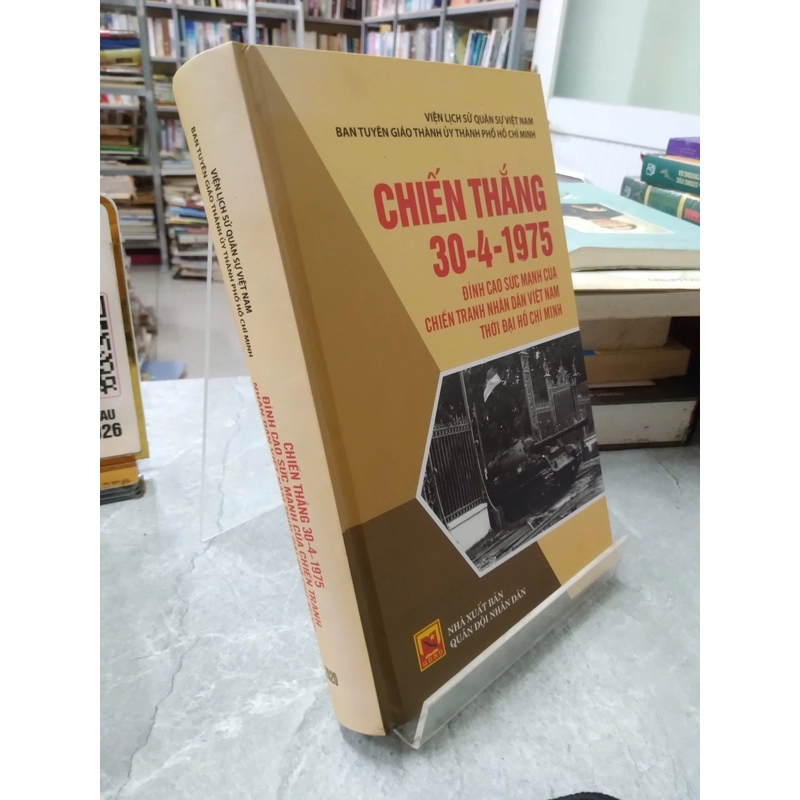 VIỆN LỊCH SỬ QUÂN SỰ VIỆT NAM
BAN TUYÊN GIÁO THÀNH ỦY THÀNH PHỐ HỒ CHÍ MINH
CHIẾN THẮNG
30-4-1975
ĐỈNH CAO SỨC MẠNH CỦA
CHIẾN TRANH NHÂN DÂN VIỆT NAM
THỜI ĐẠI HỒ CHÍ MINH
NHÀ XUẤT BẢN
QUÂN ĐỘI NHÂN DÂN
VIỆN LỊCH SỬ QUÂN SỰ VIỆT NAM
BAN TUYÊN GIÁO THÀNH ỦY THÀNH PHỐ HỒ CHÍ MINH
CHIẾN THẮNG 30-4-1975
ĐỈNH CAO SỨC MẠNH CỦA CHIẾN TRANH
2020
AU
026